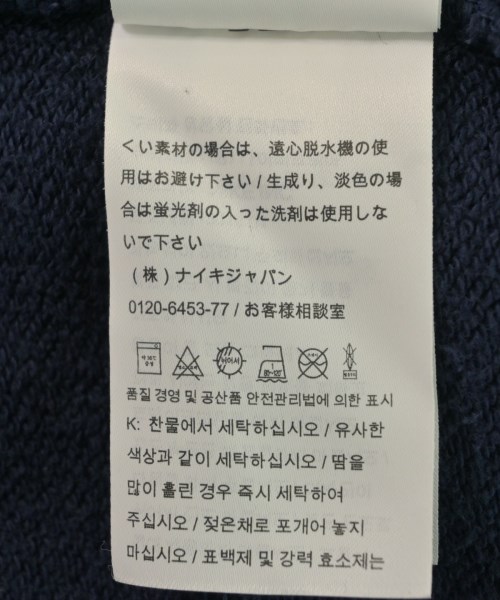 くい素材の場合は、遠心脱水機の使
用はお避け下さい / 生成り、淡色の場
合は蛍光剤の入った洗剤は使用しな
いで下さい
（株）ナイキジャパン
0120-6453-77 / お客様相談室
품질 경영 및 공산품 안전관리법에 의한 표시
K: 찬물에서 세탁하십시오 / 유사한
색상과 같이 세탁하십시오 / 땀을
많이 흘린 경우 즉시 세탁하여
주십시오 / 젖은채로 포개어 놓지
마십시오 / 표백제 및 강력 효소제는